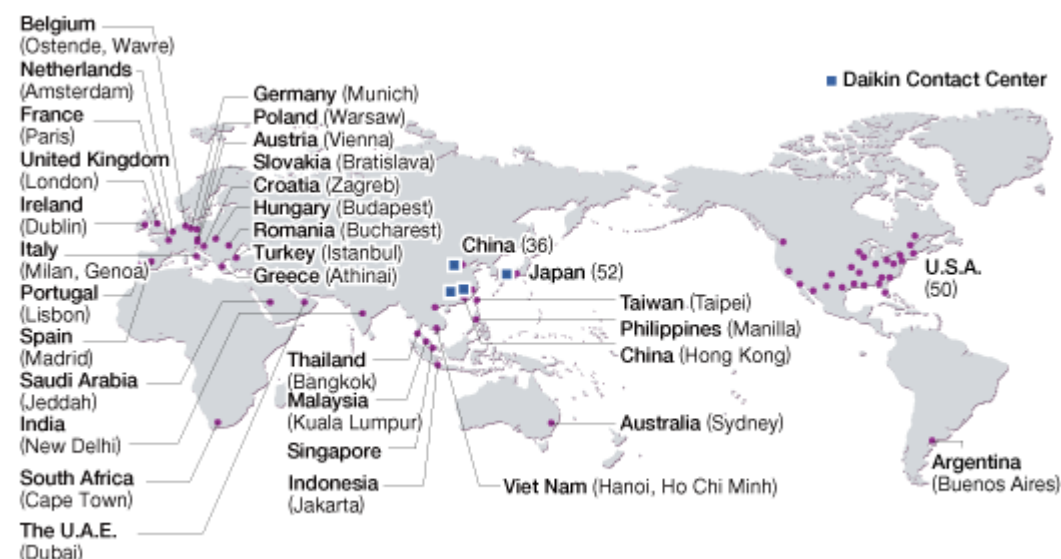 Belgium
(Ostende, Wavre)
Netherlands
(Amsterdam)
France
(Paris)
United Kingdom
(London)
Ireland
(Dublin)
Italy
(Milan, Genoa)
Portugal
(Lisbon)
Spain
(Madrid)
Saudi Arabia
(Jeddah)
India
(New Delhi)
South Africa
(Cape Town)
The U.A.E.
(Dubai)
Germany (Munich)
Poland (Warsaw)
Austria (Vienna)
Slovakia (Bratislava)
Croatia (Zagreb)
Hungary (Budapest)
Romania (Bucharest)
Turkey (Istanbul)
Greece (Athinai)
Thailand
(Bangkok)
Malaysia
(Kuala Lumpur)
Singapore
Indonesia
(Jakarta)
China (36)
Japan (52)
Taiwan (Taipei)
Philippines (Manilla)
China (Hong Kong)
Australia (Sydney)
Viet Nam (Hanoi, Ho Chi Minh)
Daikin Contact Center
U.S.A.
(50)
Argentina
(Buenos Aires)